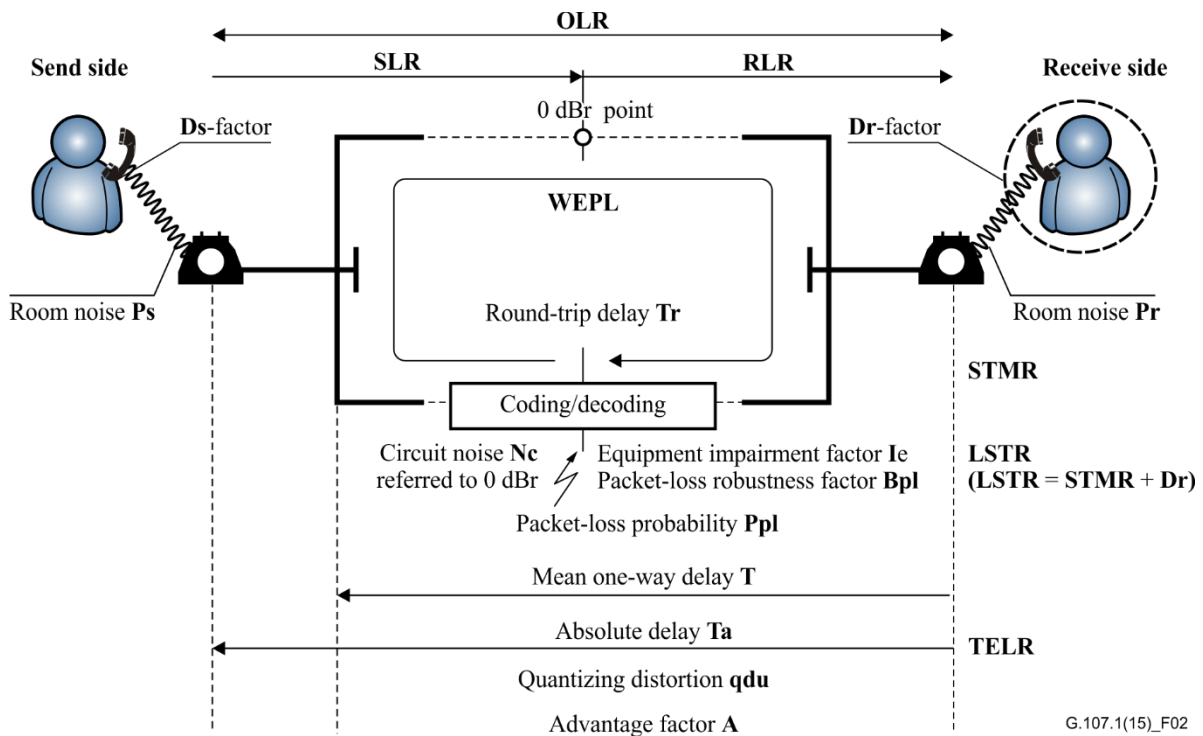 OLR
Send side
SLR
RLR
Receive side
0 dBr point
Ds-factor
Dr-factor
WEPL
Room noise Ps
Round-trip delay Tr
Room noise Pr
STMR
Coding/decoding
Circuit noise Nc
referred to 0 dBr
Equipment impairment factor Ie
Packet-loss robustness factor Bpl
LSTR
(LSTR = STMR + Dr)
Packet-loss probability Ppl
Mean one-way delay T
Absolute delay Ta
TELR
Quantizing distortion qdu
Advantage factor A
G.107.1(15)_F02